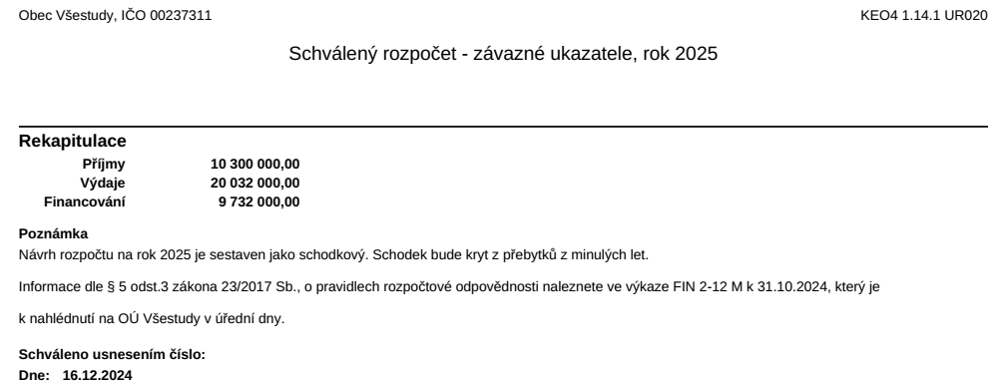 Obec Všestudy, IČO 00237311 KEO4 1.14.1 UR020
Schválený rozpočet - závazné ukazatele, rok 2025
Rekapitulace
Příjmy 10 300 000,00
Výdaje 20 032 000,00
Financování 9 732 000,00
Poznámka
Návrh rozpočtu na rok 2025 je sestaven jako schodkový. Schodek bude kryt z přebytků z minulých let.
Informace dle § 5 odst.3 zákona 23/2017 Sb., o pravidlech rozpočtové odpovědnosti naleznete ve výkaze FIN 2-12 M k 31.10.2024, který je
k nahlédnutí na OÚ Všestudy v úřední dny.
Schváleno usnesením číslo:
Dne: 16.12.2024